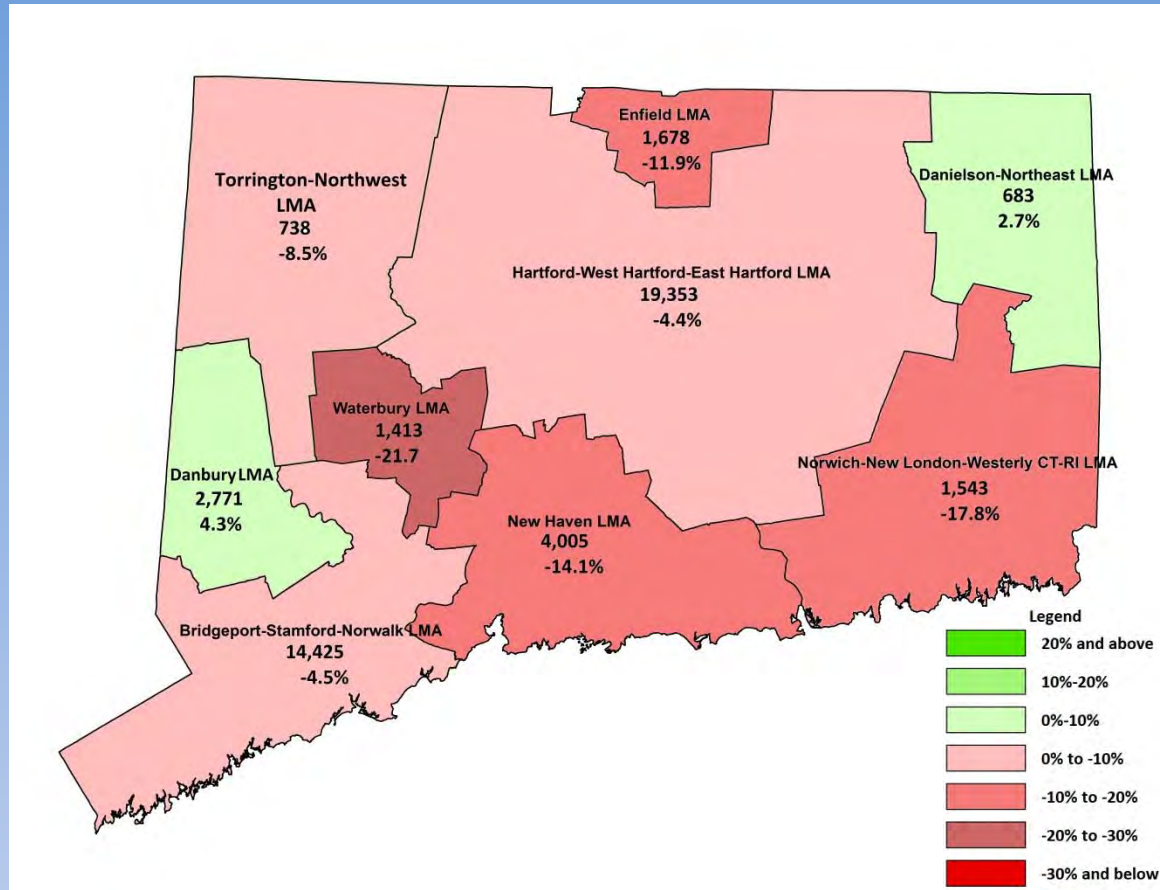 Enfield LMA
1,678
-11.9%
Torrington-Northwest
LMA
738
-8.5%
Danielson-Northeast LMA
683
2.7%
Hartford-West Hartford-East Hartford LMA
19,353
-4.4%
Waterbury LMA
1,413
-21.7
Danbury LMA
2,771
4.3%
Norwich-New London-Westerly CT-RI LMA
1,543
-17.8%
New Haven LMA
4,005
-14.1%
Bridgeport-Stamford-Norwalk LMA
14,425
-4.5%
Legend
20% and above
10%-20%
0%-10%
0% to -10%
-10% to -20%
-20% to -30%
-30% and below